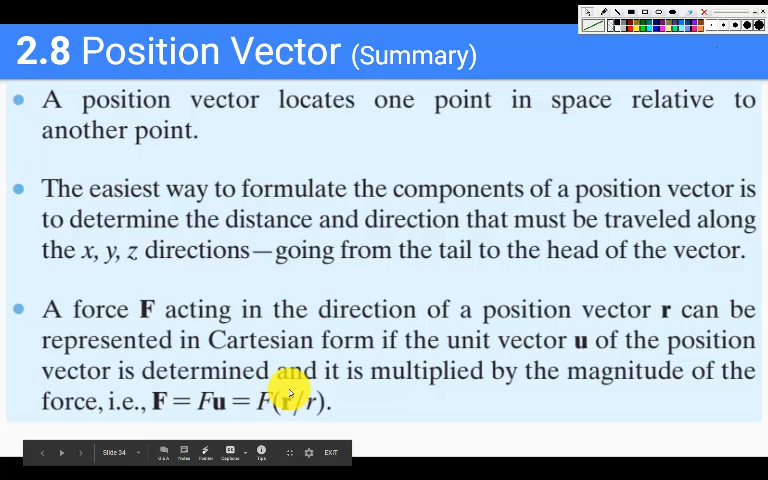 2.8 Position Vector (Summary)
• A position vector locates one point in space relative to
another point.
• The easiest way to formulate the components of a position vector is
to determine the distance and direction that must be traveled along
the x, y, z directions—going from the tail to the head of the vector.
• A force F acting in the direction of a position vector r can be
represented in Cartesian form if the unit vector u of the position
vector is determined and it is multiplied by the magnitude of the
force, i.e., F = Fu = F(r/r).
Slide 34
Q&A Notes Pointer Captions Tips EXIT